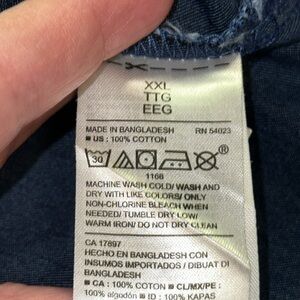 XXL
TTG
EEG
MADE IN BANGLADESH RN 54023
■ US : 100% COTTON
30
1166
MACHINE WASH COLD/ WASH AND
DRY WITH LIKE COLORS/ ONLY
NON-CHLORINE BLEACH WHEN
NEEDED/ TUMBLE DRY LOW/
WARM IRON/ DO NOT DRY CLEAN
CA 17897
HECHO EN BANGLADESH CON
INSUMOS IMPORTADOS / DIBUAT DI
BANGLADESH
■ CA : 100% COTON ■ CL/MX/PE :
100% algodón ■ ID : 100% KAPAS